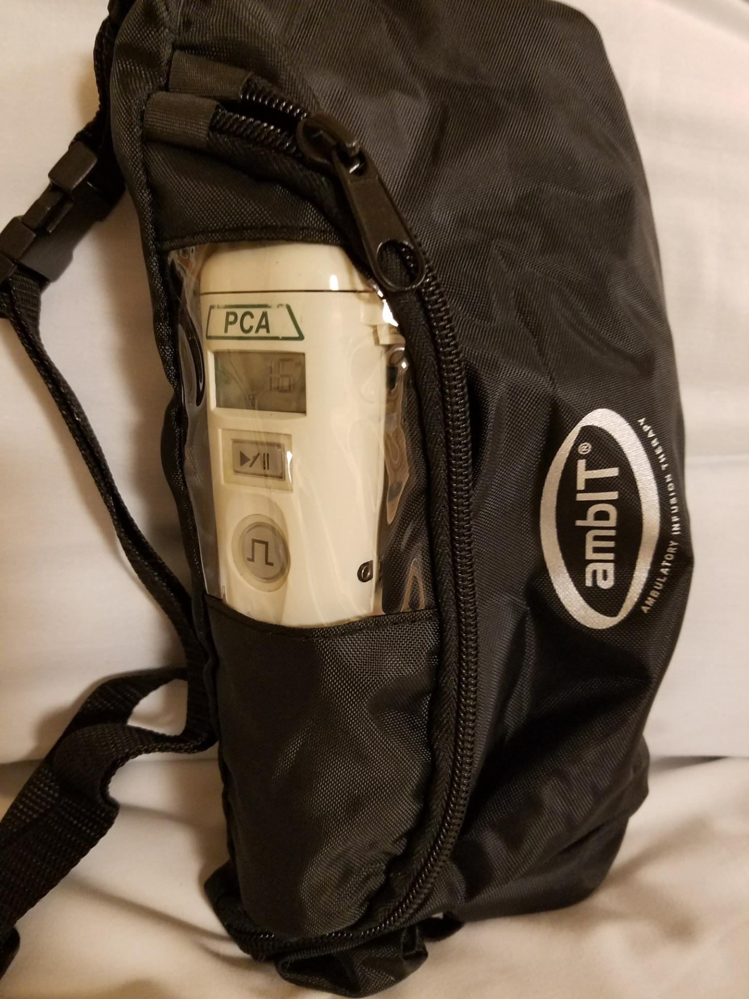 PCA
16
ambIT®
AMBULATORY INFUSION THERAPY